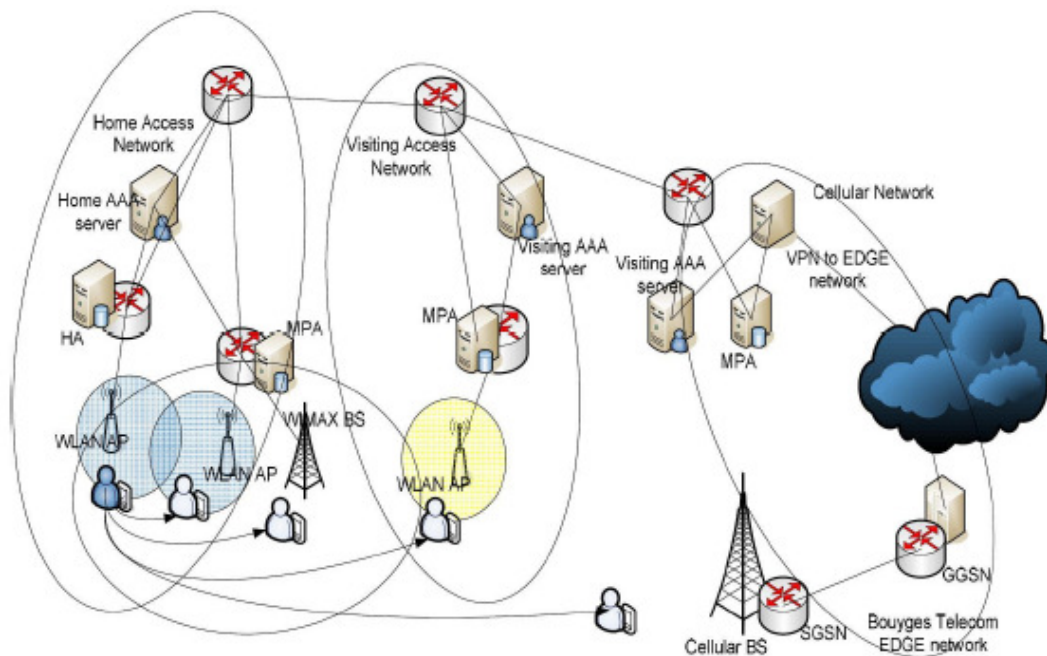 Home Access
Network
Visiting Access
Network
Cellular Network
Home AAA
server
Visiting AAA
server
Visiting AAA
server
VPN to EDGE
network
HA
MPA
MPA
MPA
WLAN AP
WLAN AP
WIMAX BS
WLAN AP
GGSN
SGSN
Cellular BS
Bouyges Telecom
EDGE network